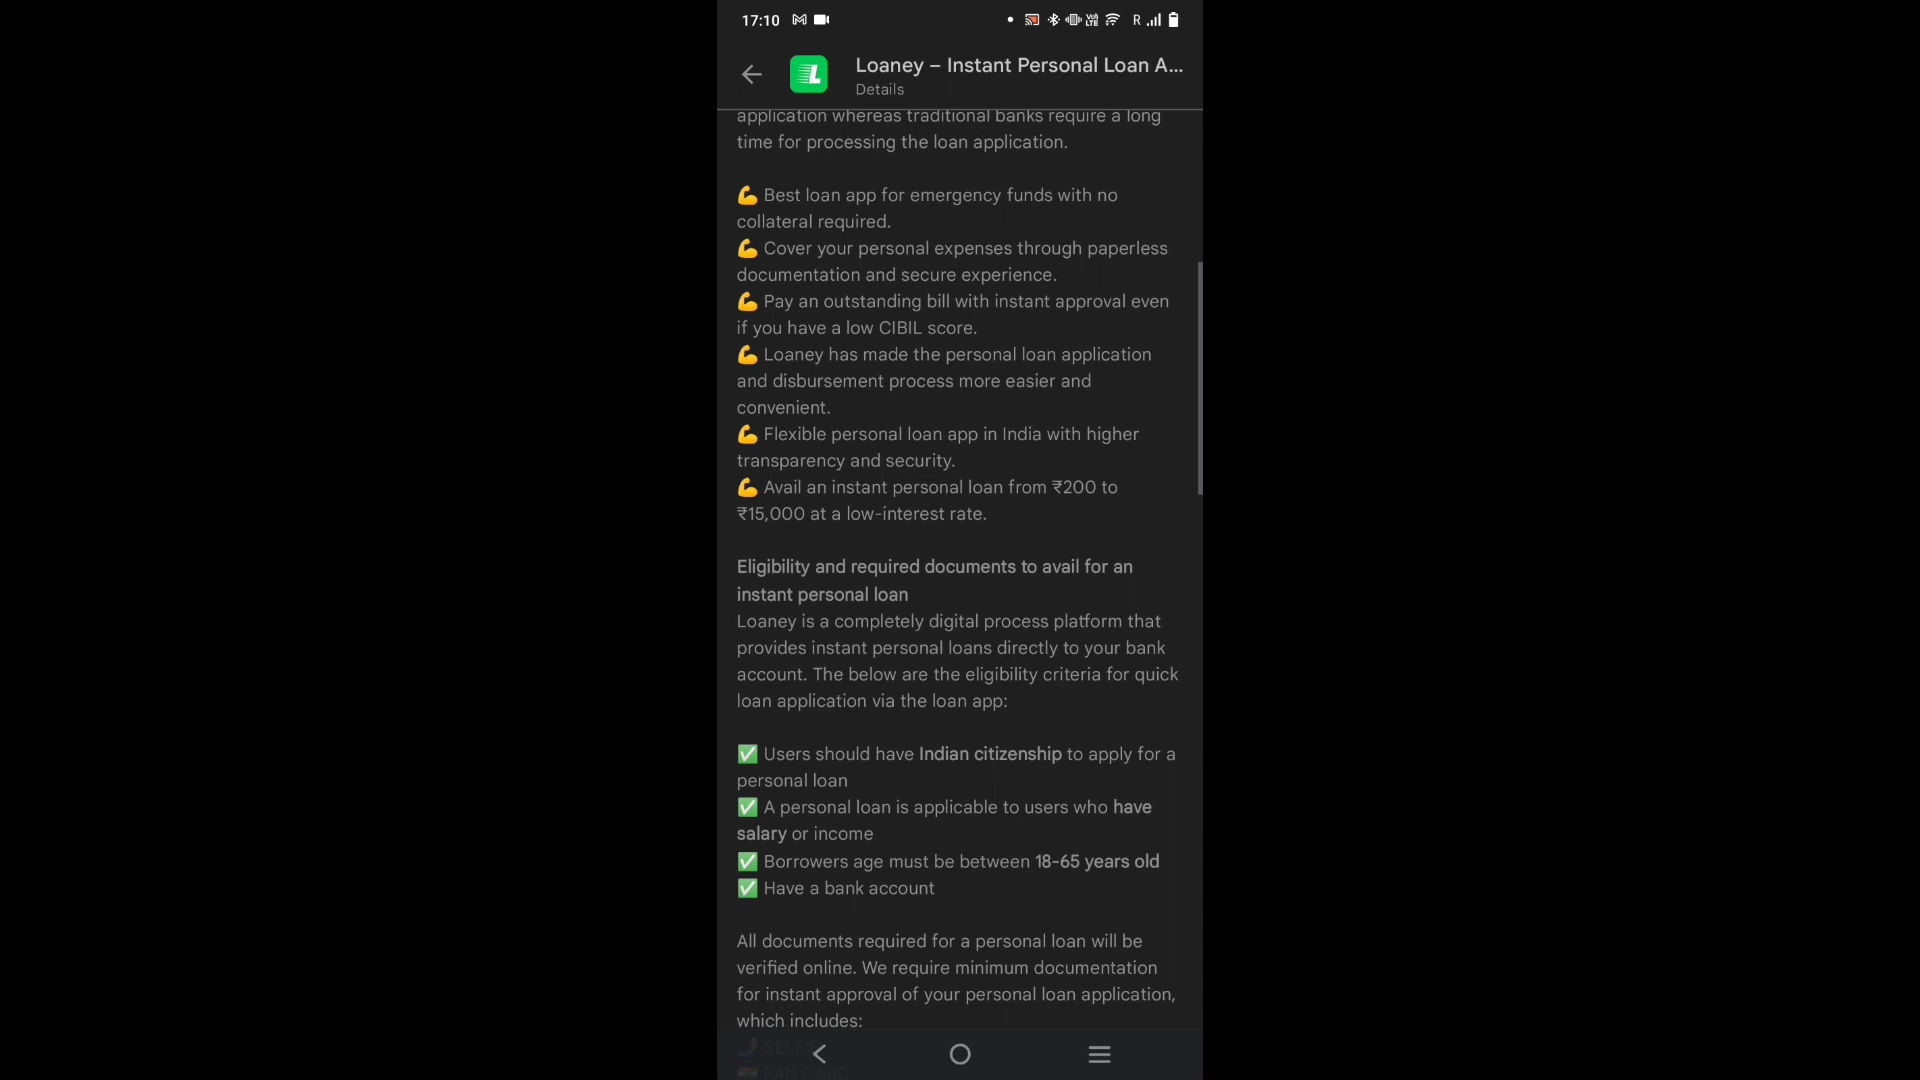 17:10
R
Loaney – Instant Personal Loan A...
Details
application whereas traditional banks require a long
time for processing the loan application.
💪 Best loan app for emergency funds with no
collateral required.
💪 Cover your personal expenses through paperless
documentation and secure experience.
💪 Pay an outstanding bill with instant approval even
if you have a low CIBIL score.
💪 Loaney has made the personal loan application
and disbursement process more easier and
convenient.
💪 Flexible personal loan app in India with higher
transparency and security.
💪 Avail an instant personal loan from ₹200 to
₹15,000 at a low-interest rate.
Eligibility and required documents to avail for an
instant personal loan
Loaney is a completely digital process platform that
provides instant personal loans directly to your bank
account. The below are the eligibility criteria for quick
loan application via the loan app:
✅ Users should have Indian citizenship to apply for a
personal loan
✅ A personal loan is applicable to users who have
salary or income
✅ Borrowers age must be between 18-65 years old
✅ Have a bank account
All documents required for a personal loan will be
verified online. We require minimum documentation
for instant approval of your personal loan application,
which includes:
PAN CARD